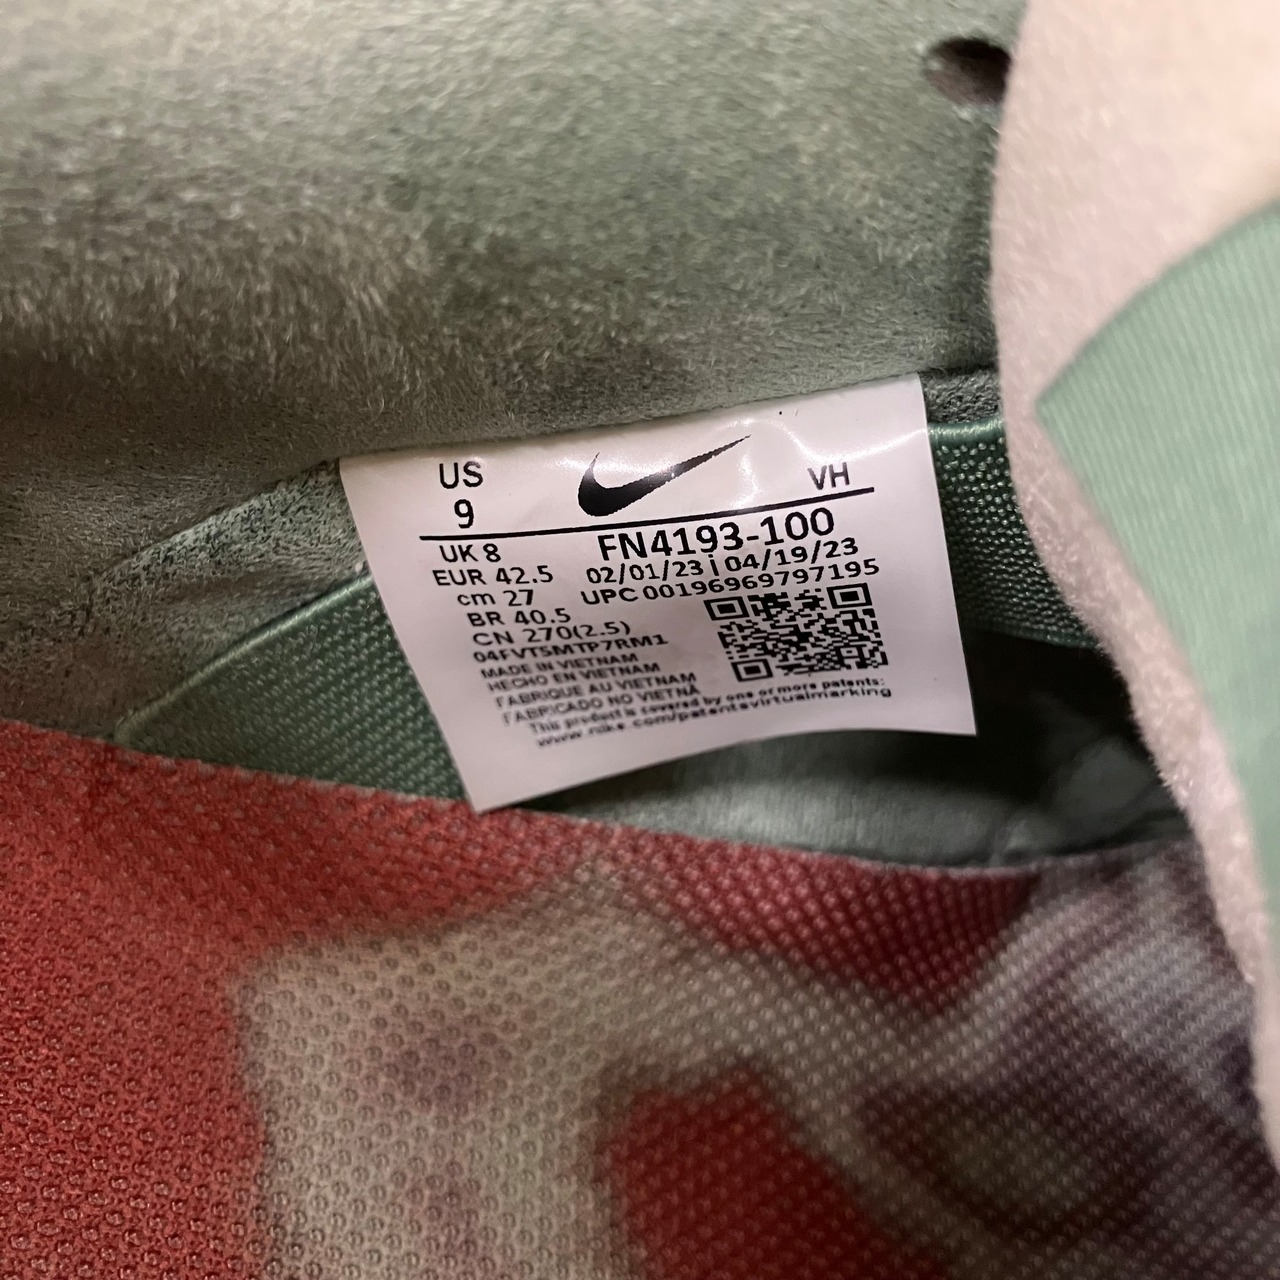 US
9
VH
UK 8
FN4193-100
EUR 42.5
02/01/23 | 04/19/23
cm 27
UPC 00196969797195
BR 40.5
CN 270(2.5)
04FVT5MTP7RM1
MADE IN VIETNAM
HECHO EN VIETNAM
FABRIQUE AU VIETNAM
FABRICADO NO VIETNÃ
This product is covered by one or more patents:
www.nike.com/patentsvirtualmarking